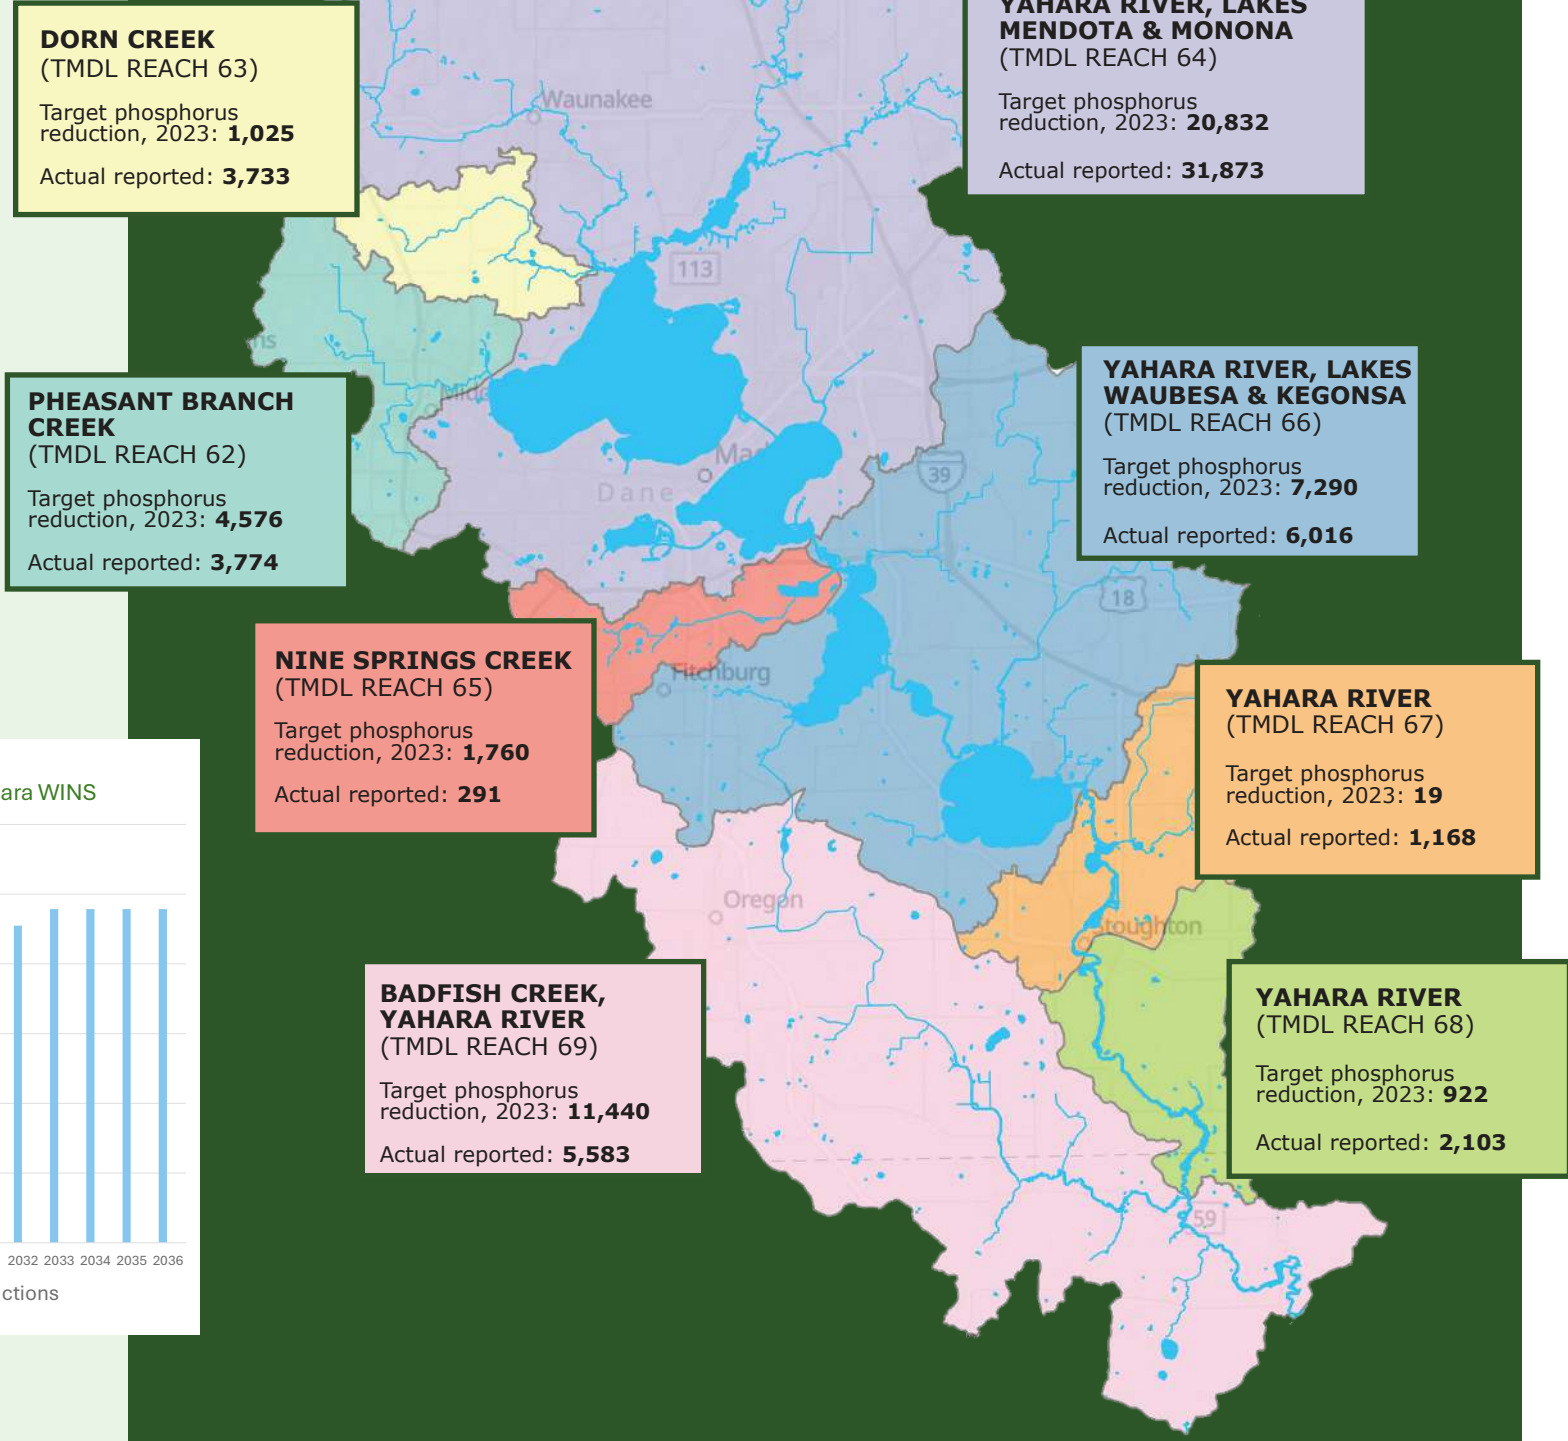 DORN CREEK
(TMDL REACH 63)
Target phosphorus
reduction, 2023: 1,025
Actual reported: 3,733
YAHARA RIVER, LAKES
MENDOTA & MONONA
(TMDL REACH 64)
Target phosphorus
reduction, 2023: 20,832
Actual reported: 31,873
Waunakee
113
PHEASANT BRANCH
CREEK
(TMDL REACH 62)
Target phosphorus
reduction, 2023: 4,576
Actual reported: 3,774
ns
Midd
Mad
Dane
39
YAHARA RIVER, LAKES
WAUBESA & KEGONSA
(TMDL REACH 66)
Target phosphorus
reduction, 2023: 7,290
Actual reported: 6,016
18
NINE SPRINGS CREEK
(TMDL REACH 65)
Target phosphorus
reduction, 2023: 1,760
Actual reported: 291
Fitchburg
YAHARA RIVER
(TMDL REACH 67)
Target phosphorus
reduction, 2023: 19
Actual reported: 1,168
ara WINS
2032 2033 2034 2035 2036
ctions
Oregon
Stoughton
BADFISH CREEK,
YAHARA RIVER
(TMDL REACH 69)
Target phosphorus
reduction, 2023: 11,440
Actual reported: 5,583
YAHARA RIVER
(TMDL REACH 68)
Target phosphorus
reduction, 2023: 922
Actual reported: 2,103
59